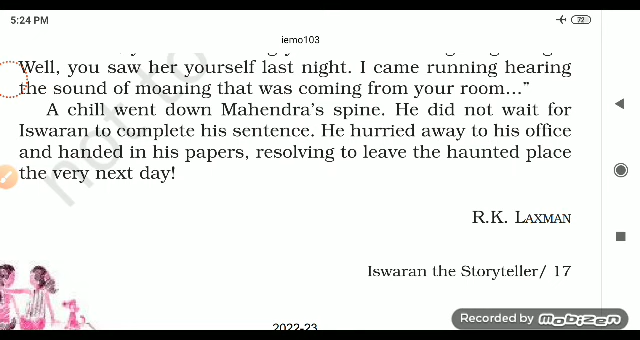 5:24 PM
72
iemo103
Well, you saw her yourself last night. I came running hearing
the sound of moaning that was coming from your room..."
A chill went down Mahendra's spine. He did not wait for
Iswaran to complete his sentence. He hurried away to his office
and handed in his papers, resolving to leave the haunted place
the very next day!
R.K. LAXMAN
Iswaran the Storyteller/ 17
2022-23
Recorded by mobizen